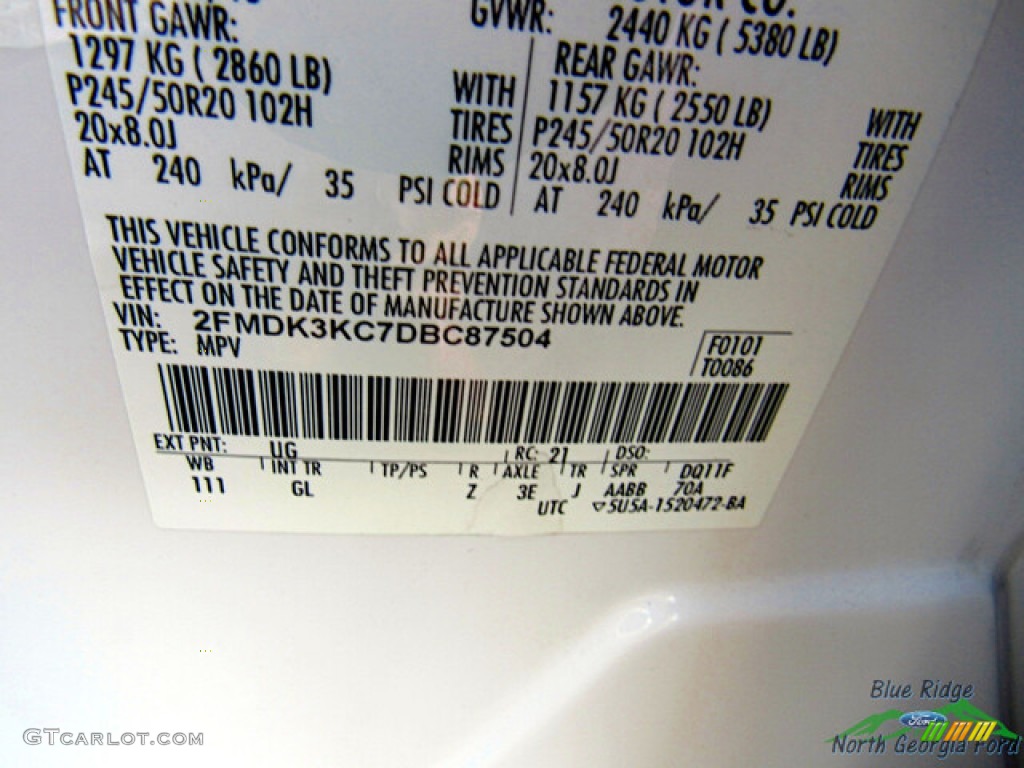 OR CO.
FRONT GAWR:
GVWR: 2440 KG ( 5380 LB)
1297 KG ( 2860 LB)
P245/50R20 102H
20x8.0J
WITH
TIRES
RIMS
AT 240 kPa/ 35 PSI COLD
REAR GAWR:
1157 KG ( 2550 LB)
P245/50R20 102H
20x8.0J
WITH
TIRES
RIMS
AT 240 kPa/ 35 PSI COLD
THIS VEHICLE CONFORMS TO ALL APPLICABLE FEDERAL MOTOR
VEHICLE SAFETY AND THEFT PREVENTION STANDARDS IN
EFFECT ON THE DATE OF MANUFACTURE SHOWN ABOVE.
VIN: 2FMDK3KC7DBC87504
TYPE: MPV
F0101
T0086
EXT PNT: UG RC: 21 DSO:
WB INT TR TP/PS R AXLE TR SPR DQ11F
111 GL Z 3E J AABB 70A
UTC ▽5U5A-1520472-BA
GTcarlot.com
Blue Ridge
Ford
North Georgia Ford